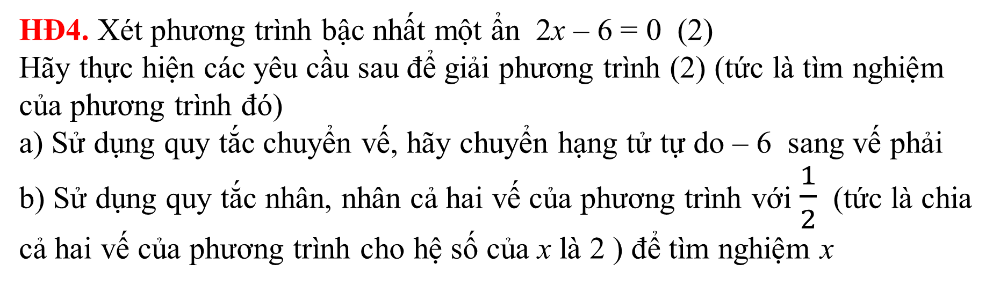 HĐ4. Xét phương trình bậc nhất một ẩn 2x – 6 = 0 (2)
Hãy thực hiện các yêu cầu sau để giải phương trình (2) (tức là tìm nghiệm
của phương trình đó)
a) Sử dụng quy tắc chuyển vế, hãy chuyển hạng tử tự do – 6 sang vế phải
b) Sử dụng quy tắc nhân, nhân cả hai vế của phương trình với 1/2 (tức là chia
cả hai vế của phương trình cho hệ số của x là 2 ) để tìm nghiệm x